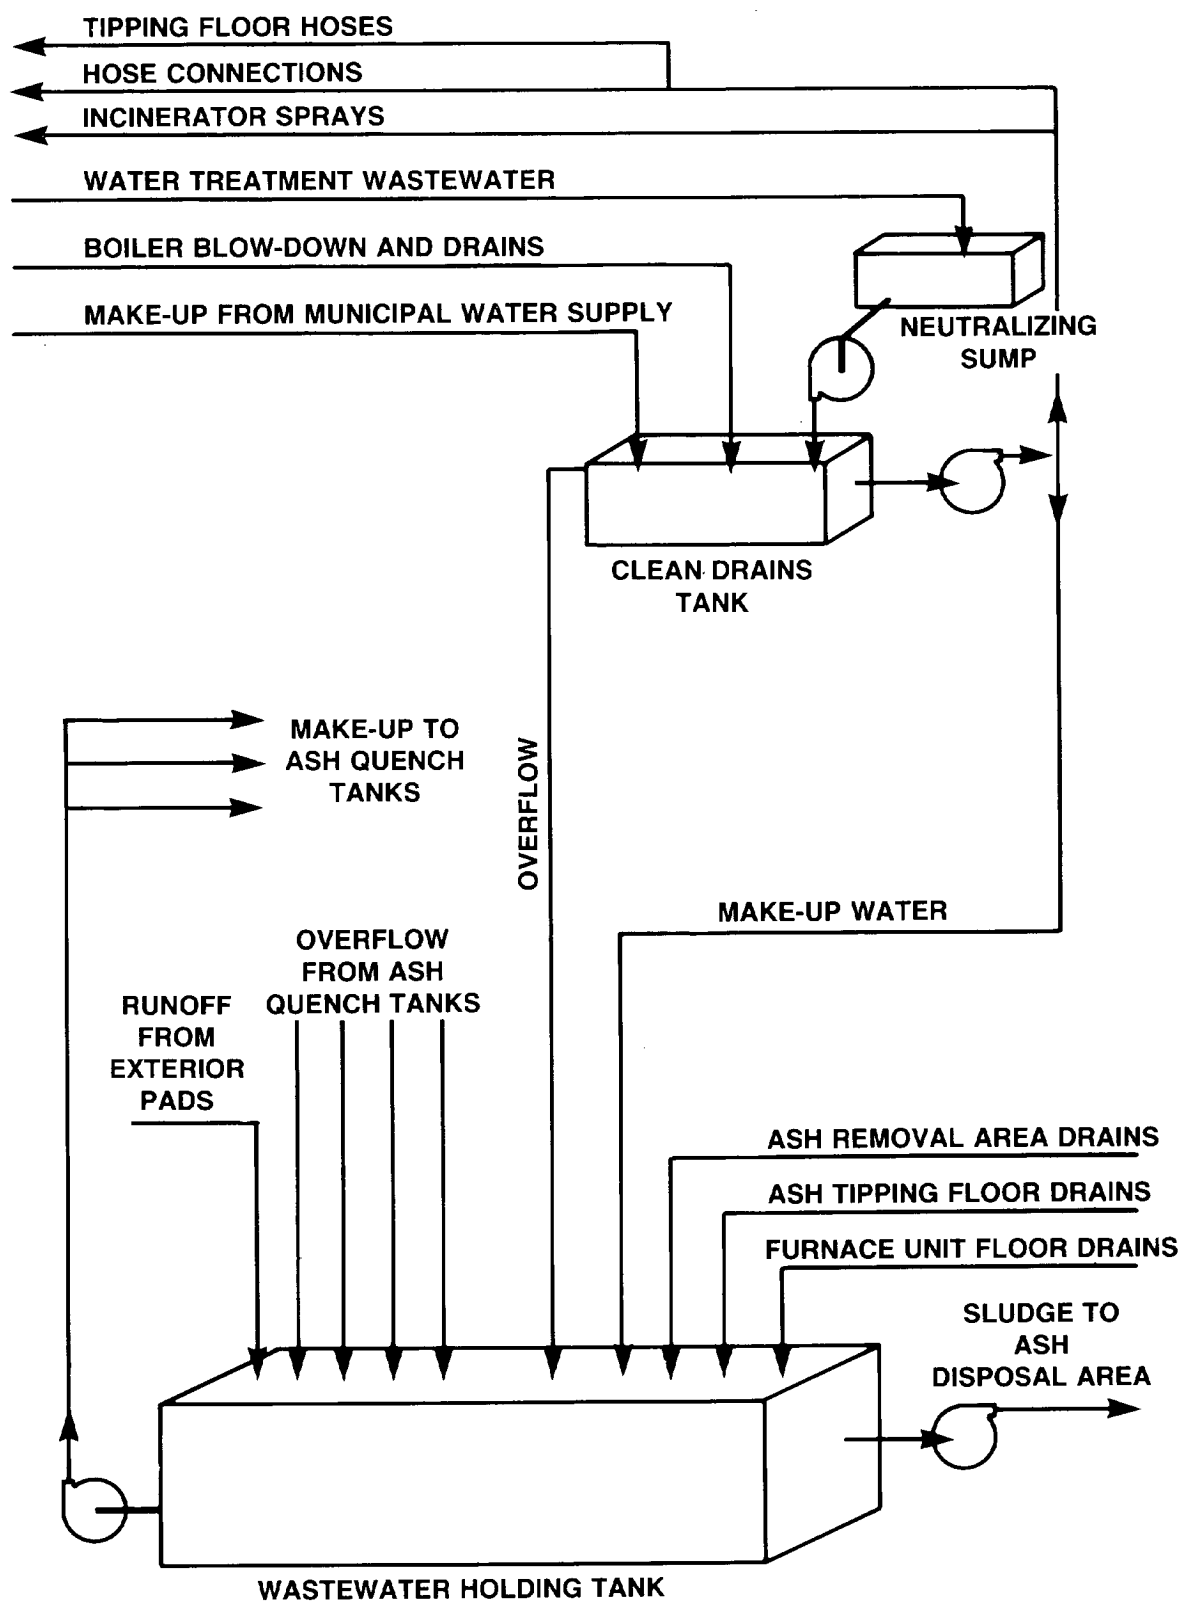 TIPPING FLOOR HOSES
HOSE CONNECTIONS
INCINERATOR SPRAYS
WATER TREATMENT WASTEWATER
BOILER BLOW-DOWN AND DRAINS
MAKE-UP FROM MUNICIPAL WATER SUPPLY
NEUTRALIZING
SUMP
CLEAN DRAINS
TANK
MAKE-UP TO
ASH QUENCH
TANKS
OVERFLOW
MAKE-UP WATER
OVERFLOW
FROM ASH
QUENCH TANKS
RUNOFF
FROM
EXTERIOR
PADS
ASH REMOVAL AREA DRAINS
ASH TIPPING FLOOR DRAINS
FURNACE UNIT FLOOR DRAINS
SLUDGE TO
ASH
DISPOSAL AREA
WASTEWATER HOLDING TANK